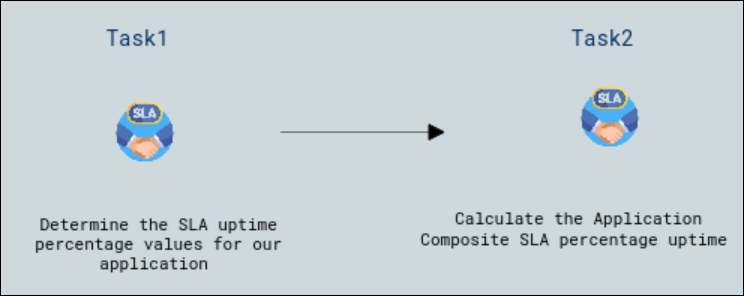 Task1
Task2
SLA
SLA
Determine the SLA uptime
percentage values for our
application
Calculate the Application
Composite SLA percentage uptime